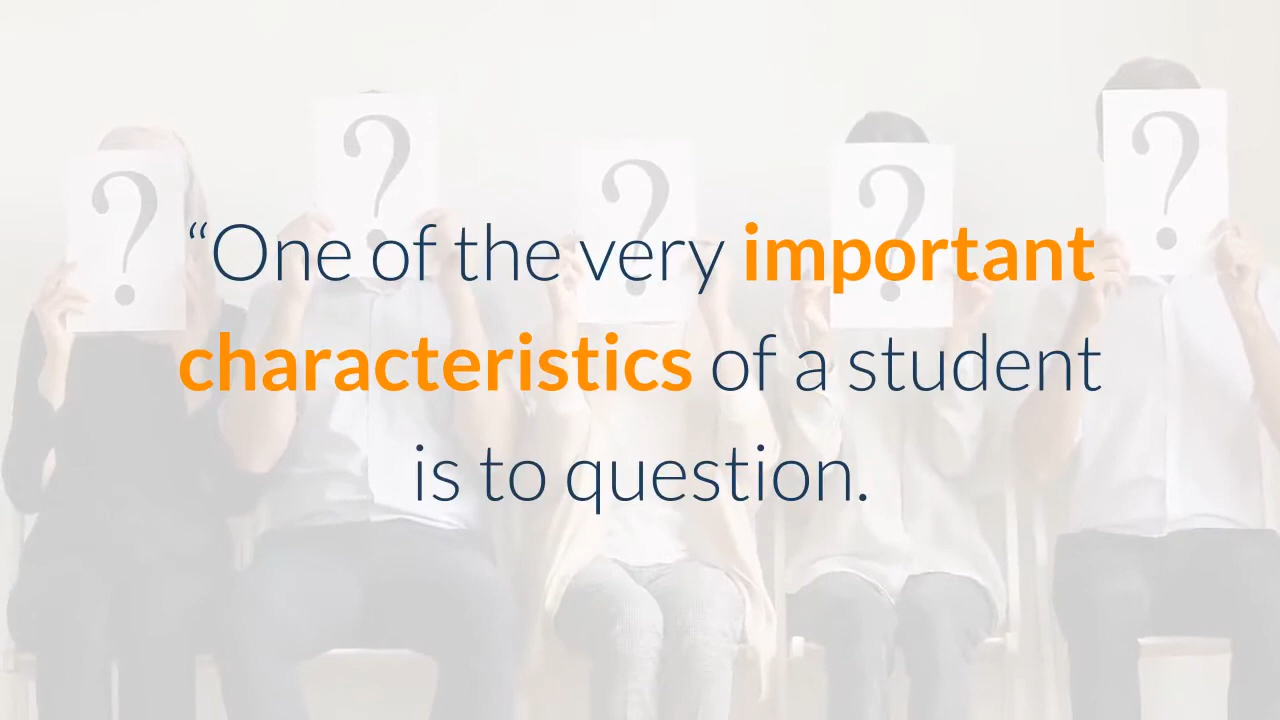 ? ? ? ? ?
“One of the very important
characteristics of a student
is to question.